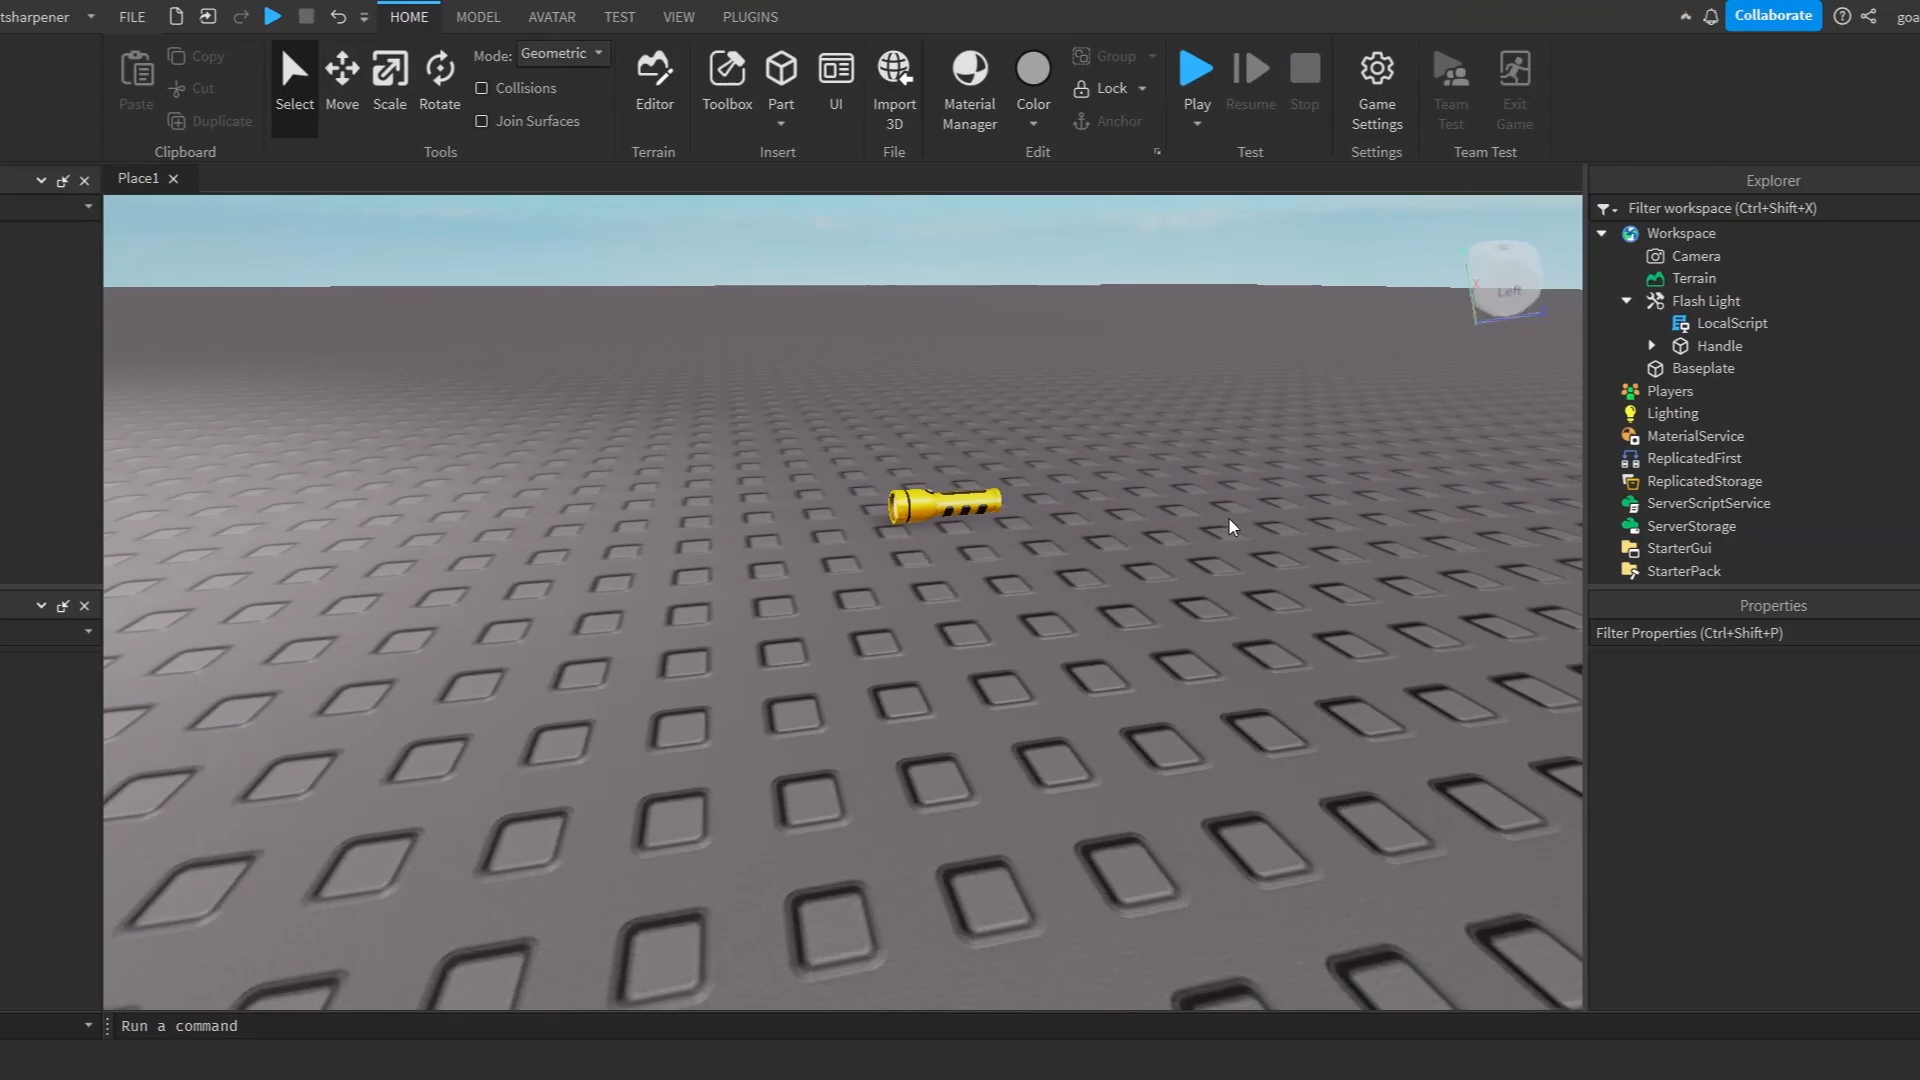 tsharpener FILE HOME MODEL AVATAR TEST VIEW PLUGINS Collaborate goa
Paste Copy Cut Duplicate Clipboard
Select Move Scale Rotate Mode: Geometric
Collisions
Join Surfaces
Tools
Editor
Terrain
Toolbox Part UI
Insert
Import
3D
File
Material
Manager
Color
Group
Lock
Anchor
Edit
Play Resume Stop
Test
Game
Settings
Settings
Team
Test
Exit
Game
Team Test
Place1
Left
X
Explorer
Filter workspace (Ctrl+Shift+X)
Workspace
Camera
Terrain
Flash Light
LocalScript
Handle
Baseplate
Players
Lighting
MaterialService
ReplicatedFirst
ReplicatedStorage
ServerScriptService
ServerStorage
StarterGui
StarterPack
Properties
Filter Properties (Ctrl+Shift+P)
Run a command